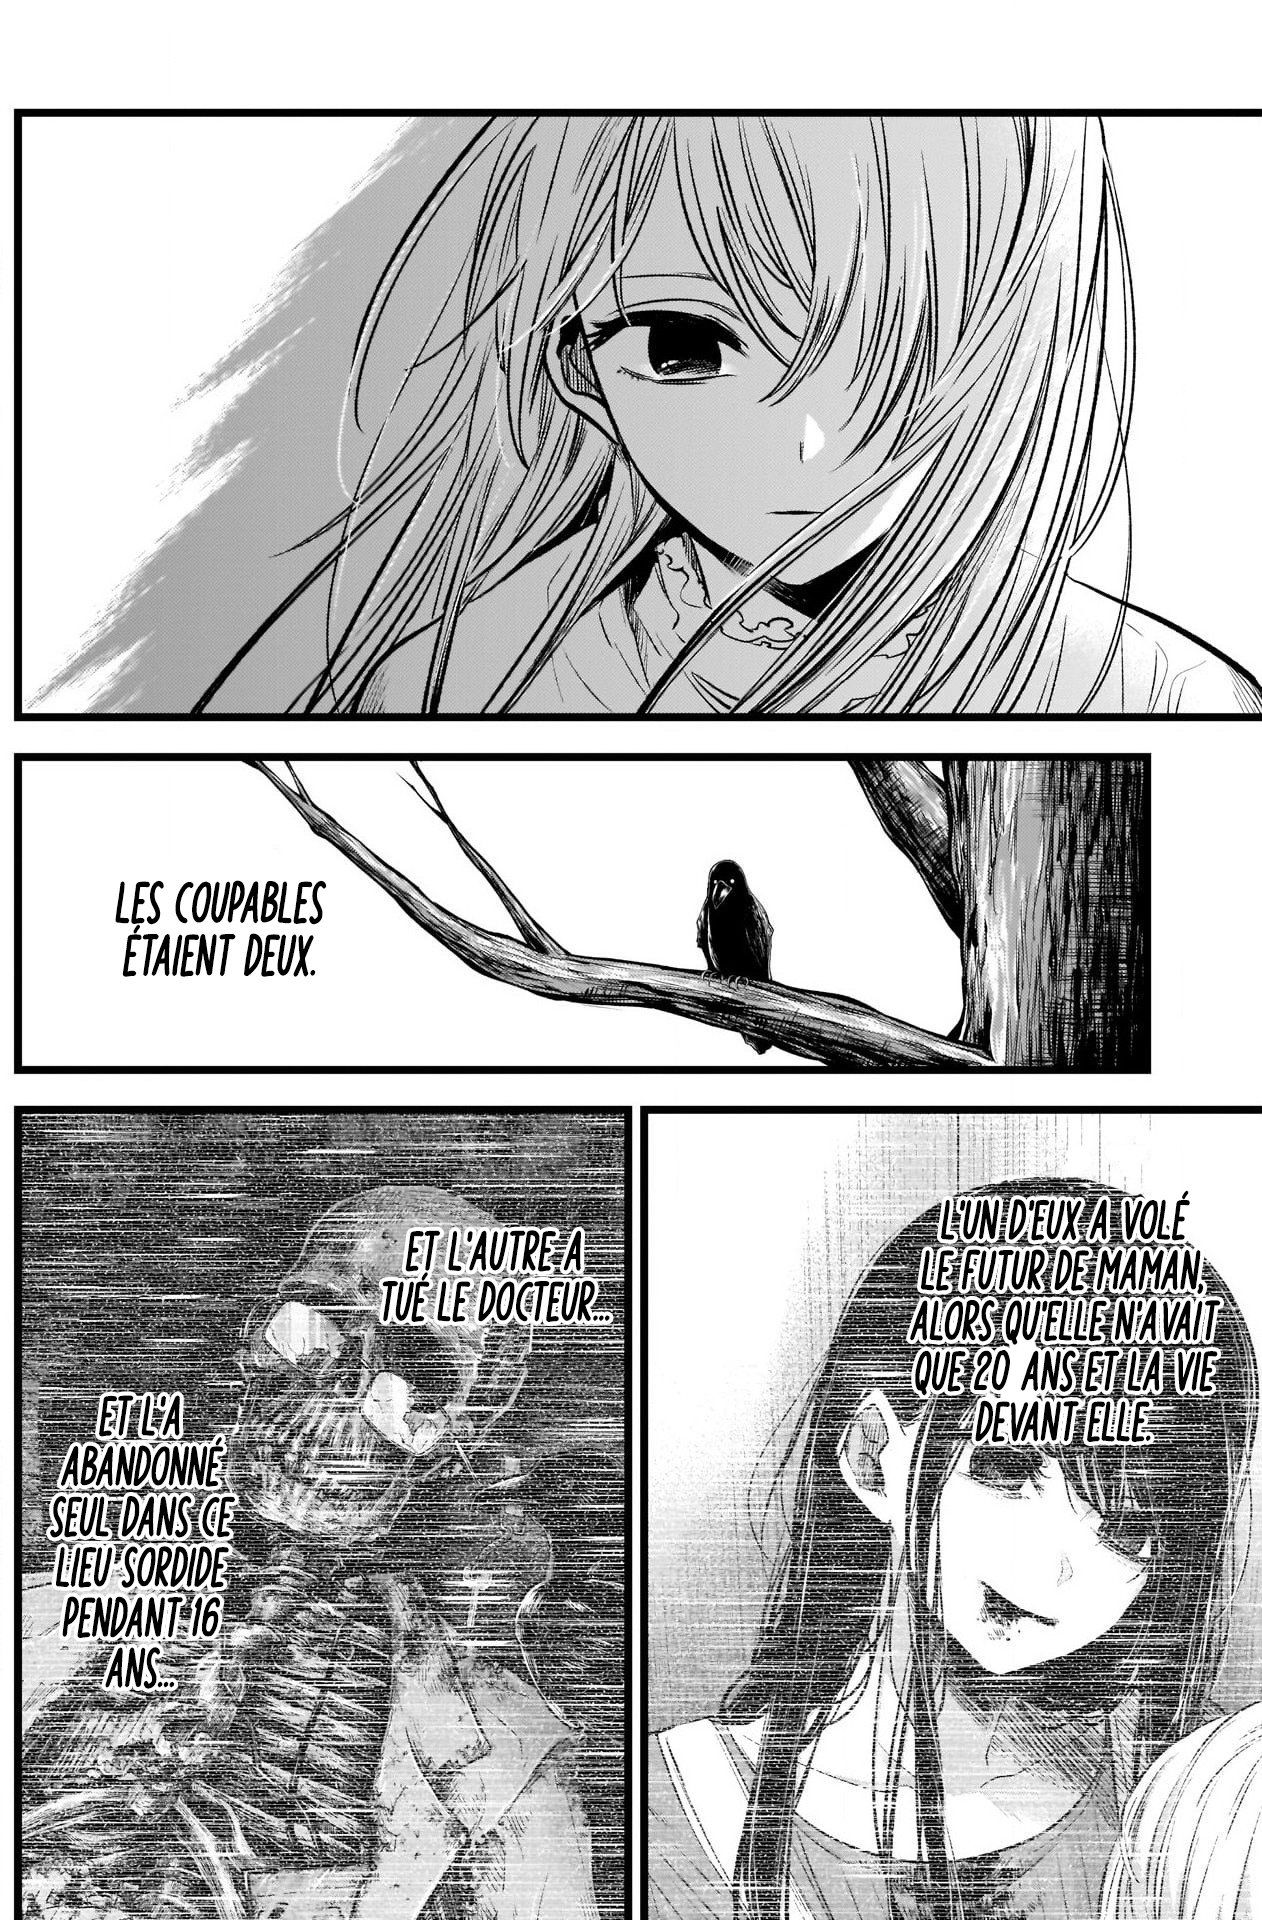 LES COUPABLES
ÉTAIENT DEUX.
L'UN D'EUX A VOLÉ
LE FUTUR DE MAMAN,
ALORS QU'ELLE N'AVAIT
QUE 20 ANS ET LA VIE
DEVANT ELLE.
ET L'AUTRE A
TUÉ LE DOCTEUR...
ET L'A
ABANDONNÉ
SEUL DANS CE
LIEU SORDIDE
PENDANT 16
ANS...